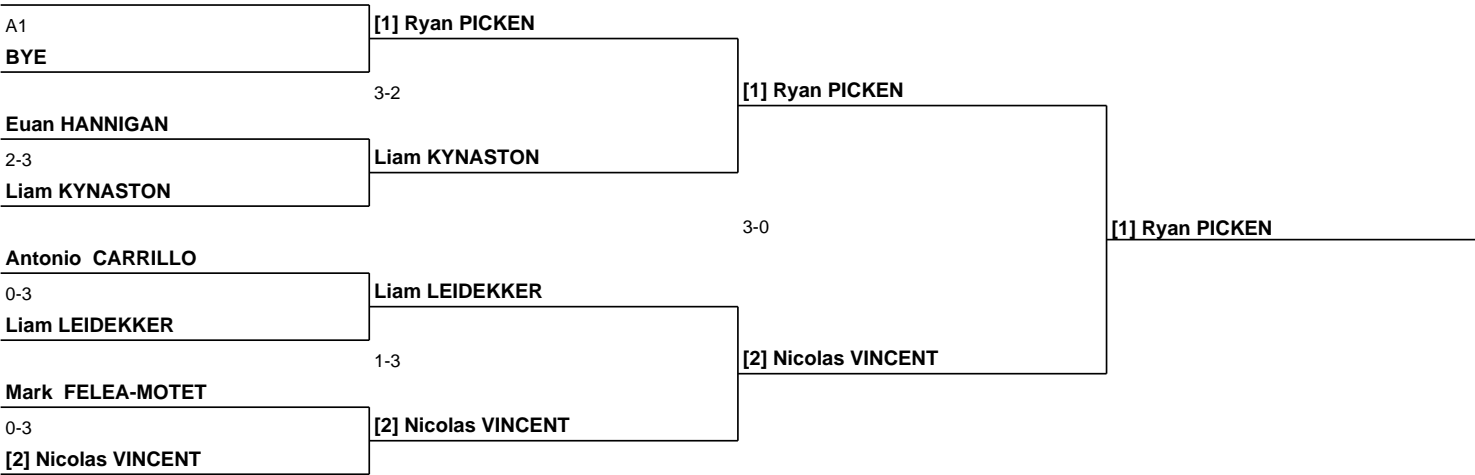 A1
BYE
Euan HANNIGAN
2-3
Liam KYNASTON
Antonio  CARRILLO
0-3
Liam LEIDEKKER
Mark  FELEA-MOTET
0-3
[2] Nicolas VINCENT
[1] Ryan PICKEN
3-2
Liam KYNASTON
Liam LEIDEKKER
1-3
[2] Nicolas VINCENT
[1] Ryan PICKEN
3-0
[2] Nicolas VINCENT
[1] Ryan PICKEN